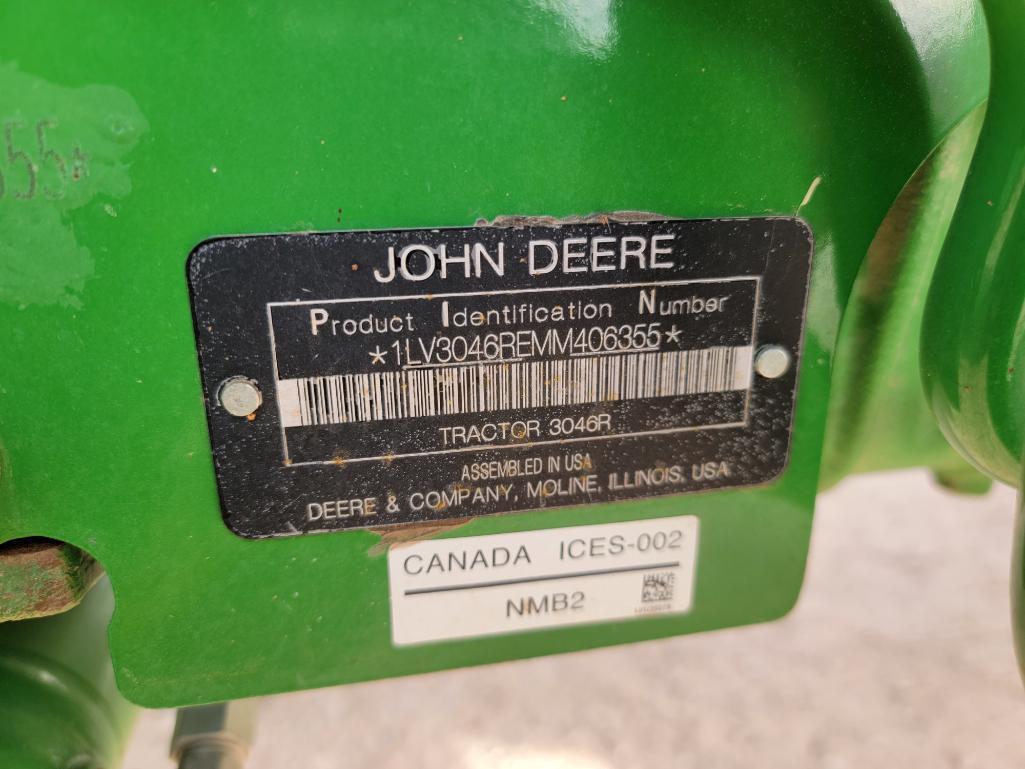 55
JOHN DEERE
Product Identification Number
*1LV3046REMM406355*
TRACTOR 3046R
ASSEMBLED IN USA
DEERE & COMPANY, MOLINE, ILLINOIS, USA
CANADA ICES-002
NMB2